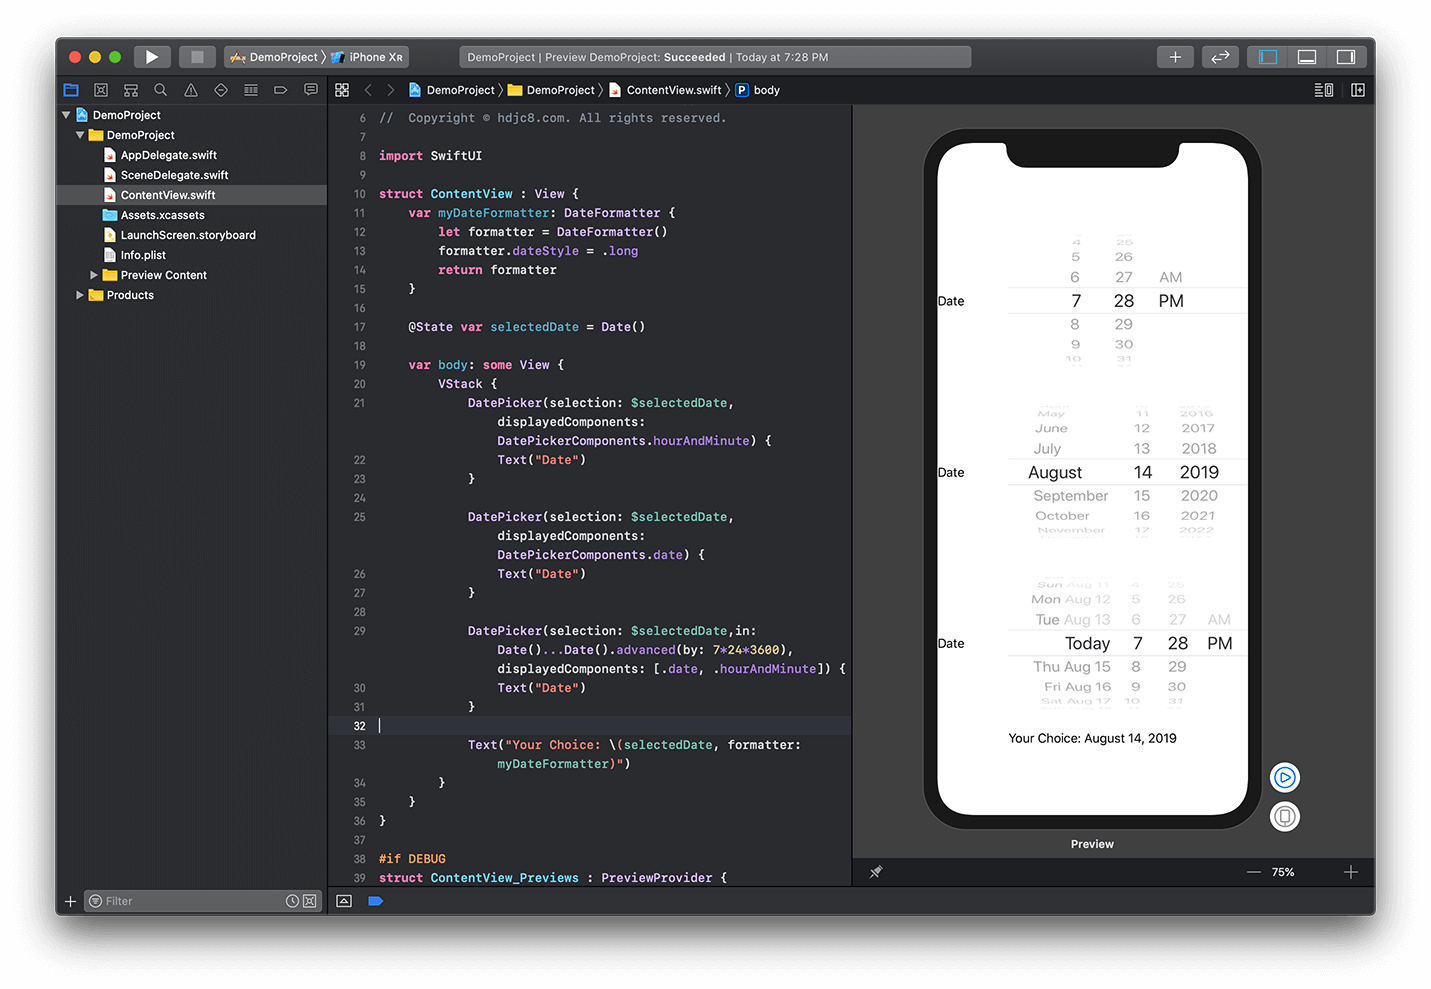 DemoProject 〉 iPhone XR
DemoProject | Preview DemoProject: Succeeded | Today at 7:28 PM
DemoProject 〉 DemoProject 〉 ContentView.swift 〉 P body
DemoProject
DemoProject
AppDelegate.swift
SceneDelegate.swift
ContentView.swift
Assets.xcassets
LaunchScreen.storyboard
Info.plist
Preview Content
Products
Filter
6 //  Copyright © hdjc8.com. All rights reserved.
7
8 import SwiftUI
9
10 struct ContentView : View {
11     var myDateFormatter: DateFormatter {
12         let formatter = DateFormatter()
13         formatter.dateStyle = .long
14         return formatter
15     }
16
17     @State var selectedDate = Date()
18
19     var body: some View {
20         VStack {
21             DatePicker(selection: $selectedDate,
displayedComponents:
DatePickerComponents.hourAndMinute) {
22                 Text("Date")
23             }
24
25             DatePicker(selection: $selectedDate,
displayedComponents:
DatePickerComponents.date) {
26                 Text("Date")
27             }
28
29             DatePicker(selection: $selectedDate,in:
Date()...Date().advanced(by: 7*24*3600),
displayedComponents: [.date, .hourAndMinute]) {
30                 Text("Date")
31             }
32
33             Text("Your Choice: \(selectedDate, formatter:
myDateFormatter)")
34         }
35     }
36 }
37
38 #if DEBUG
39 struct ContentView_Previews : PreviewProvider {
4 25
5 26
6 27 AM
Date 7 28 PM
8 29
9 30
10 31
May 11 2016
June 12 2017
July 13 2018
Date August 14 2019
September 15 2020
October 16 2021
November 17 2022
Sun Aug 11 4 25
Mon Aug 12 5 26
Tue Aug 13 6 27 AM
Date Today 7 28 PM
Thu Aug 15 8 29
Fri Aug 16 9 30
Sat Aug 17 10 31
Your Choice: August 14, 2019
Preview
75%